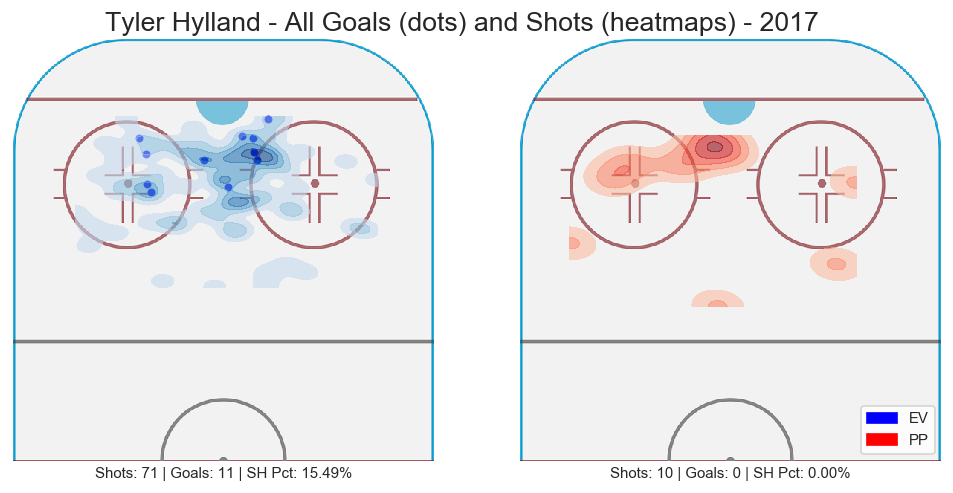 Tyler Hylland - All Goals (dots) and Shots (heatmaps) - 2017
EV
PP
Shots: 71 | Goals: 11 | SH Pct: 15.49%
Shots: 10 | Goals: 0 | SH Pct: 0.00%